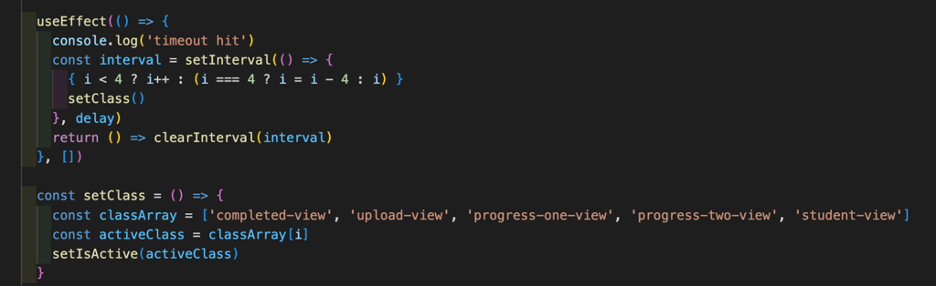 useEffect(() => {
console.log('timeout hit')
const interval = setInterval(() => {
{ i < 4 ? i++ : (i === 4 ? i = i - 4 : i) }
setClass()
}, delay)
return () => clearInterval(interval)
}, [])
const setClass = () => {
const classArray = ['completed-view', 'upload-view', 'progress-one-view', 'progress-two-view', 'student-view']
const activeClass = classArray[i]
setIsActive(activeClass)
}